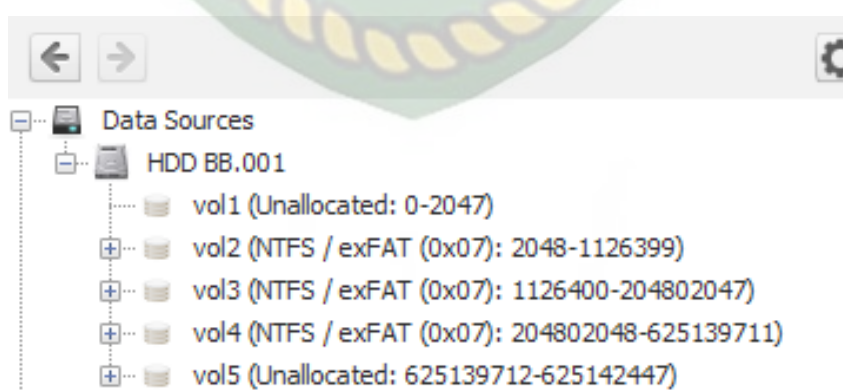 Data Sources
HDD BB.001
vol1 (Unallocated: 0-2047)
vol2 (NTFS / exFAT (0x07): 2048-1126399)
vol3 (NTFS / exFAT (0x07): 1126400-204802047)
vol4 (NTFS / exFAT (0x07): 204802048-625139711)
vol5 (Unallocated: 625139712-625142447)